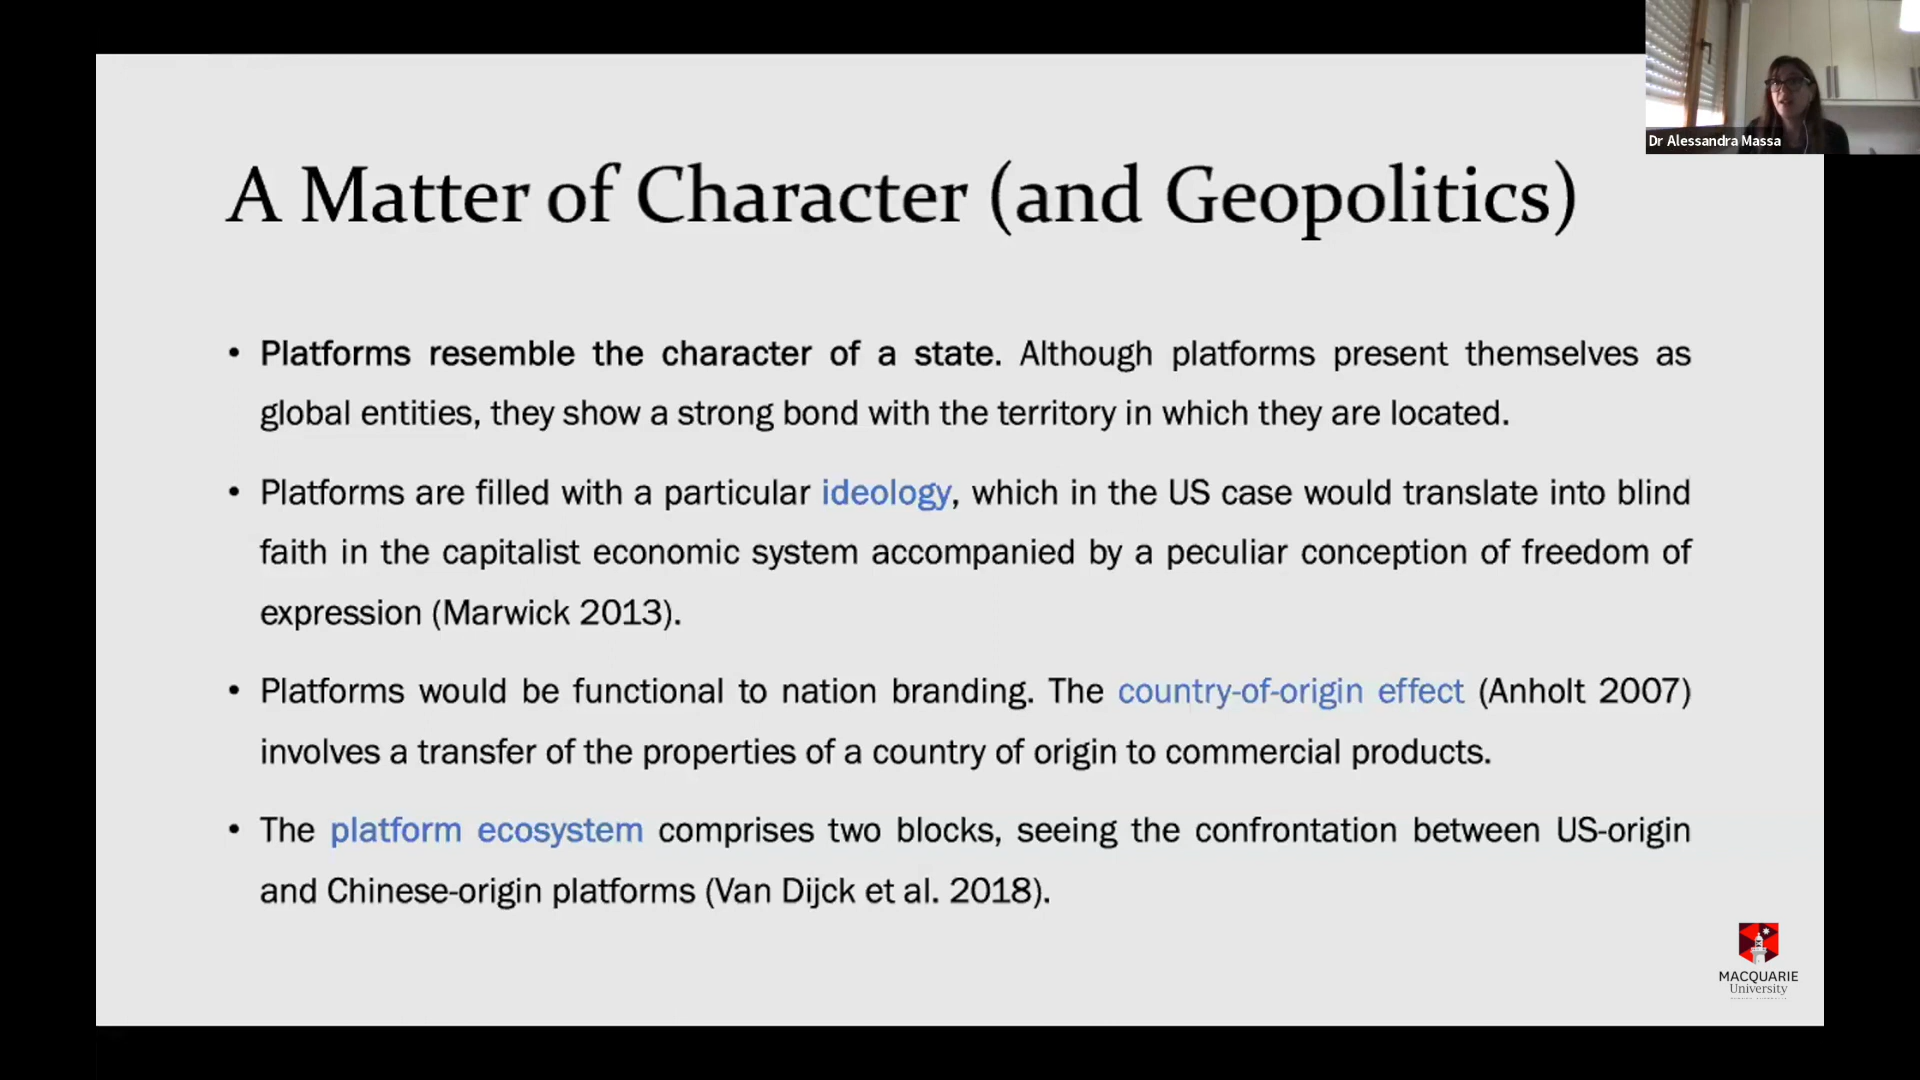 Dr Alessandra Massa
A Matter of Character (and Geopolitics)
• Platforms resemble the character of a state. Although platforms present themselves as
global entities, they show a strong bond with the territory in which they are located.
• Platforms are filled with a particular ideology, which in the US case would translate into blind
faith in the capitalist economic system accompanied by a peculiar conception of freedom of
expression (Marwick 2013).
• Platforms would be functional to nation branding. The country-of-origin effect (Anholt 2007)
involves a transfer of the properties of a country of origin to commercial products.
• The platform ecosystem comprises two blocks, seeing the confrontation between US-origin
and Chinese-origin platforms (Van Dijck et al. 2018).
MACQUARIE
University